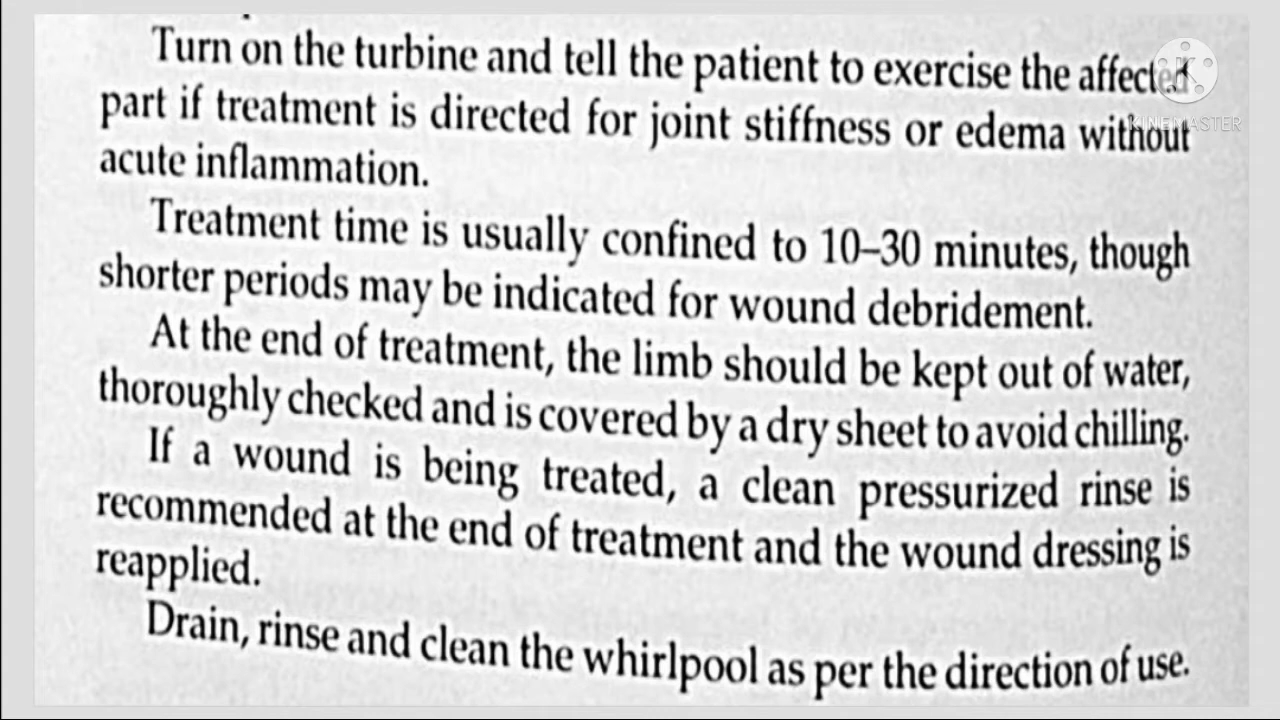 Turn on the turbine and tell the patient to exercise the affected
part if treatment is directed for joint stiffness or edema without
acute inflammation.
Treatment time is usually confined to 10–30 minutes, though
shorter periods may be indicated for wound debridement.
At the end of treatment, the limb should be kept out of water,
thoroughly checked and is covered by a dry sheet to avoid chilling.
If a wound is being treated, a clean pressurized rinse is
recommended at the end of treatment and the wound dressing is
reapplied.
Drain, rinse and clean the whirlpool as per the direction of use.
K
KINEMASTER